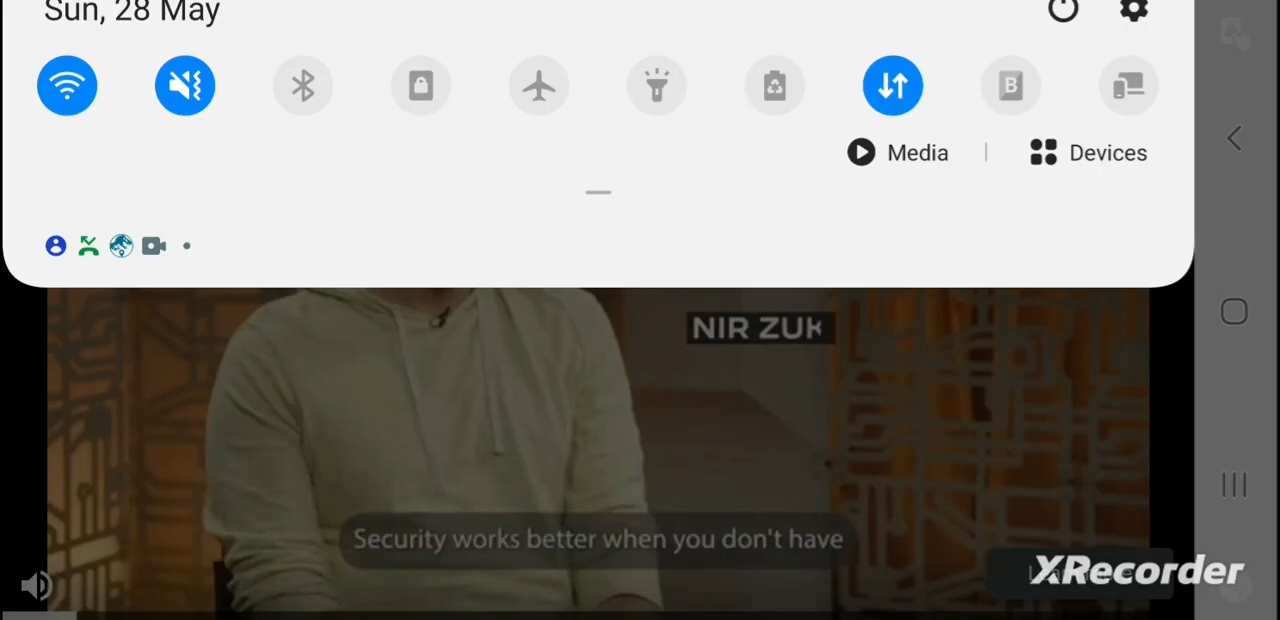 Sun, 28 May
B
Media | Devices
NIR ZUK
Security works better when you don't have
XRecorder